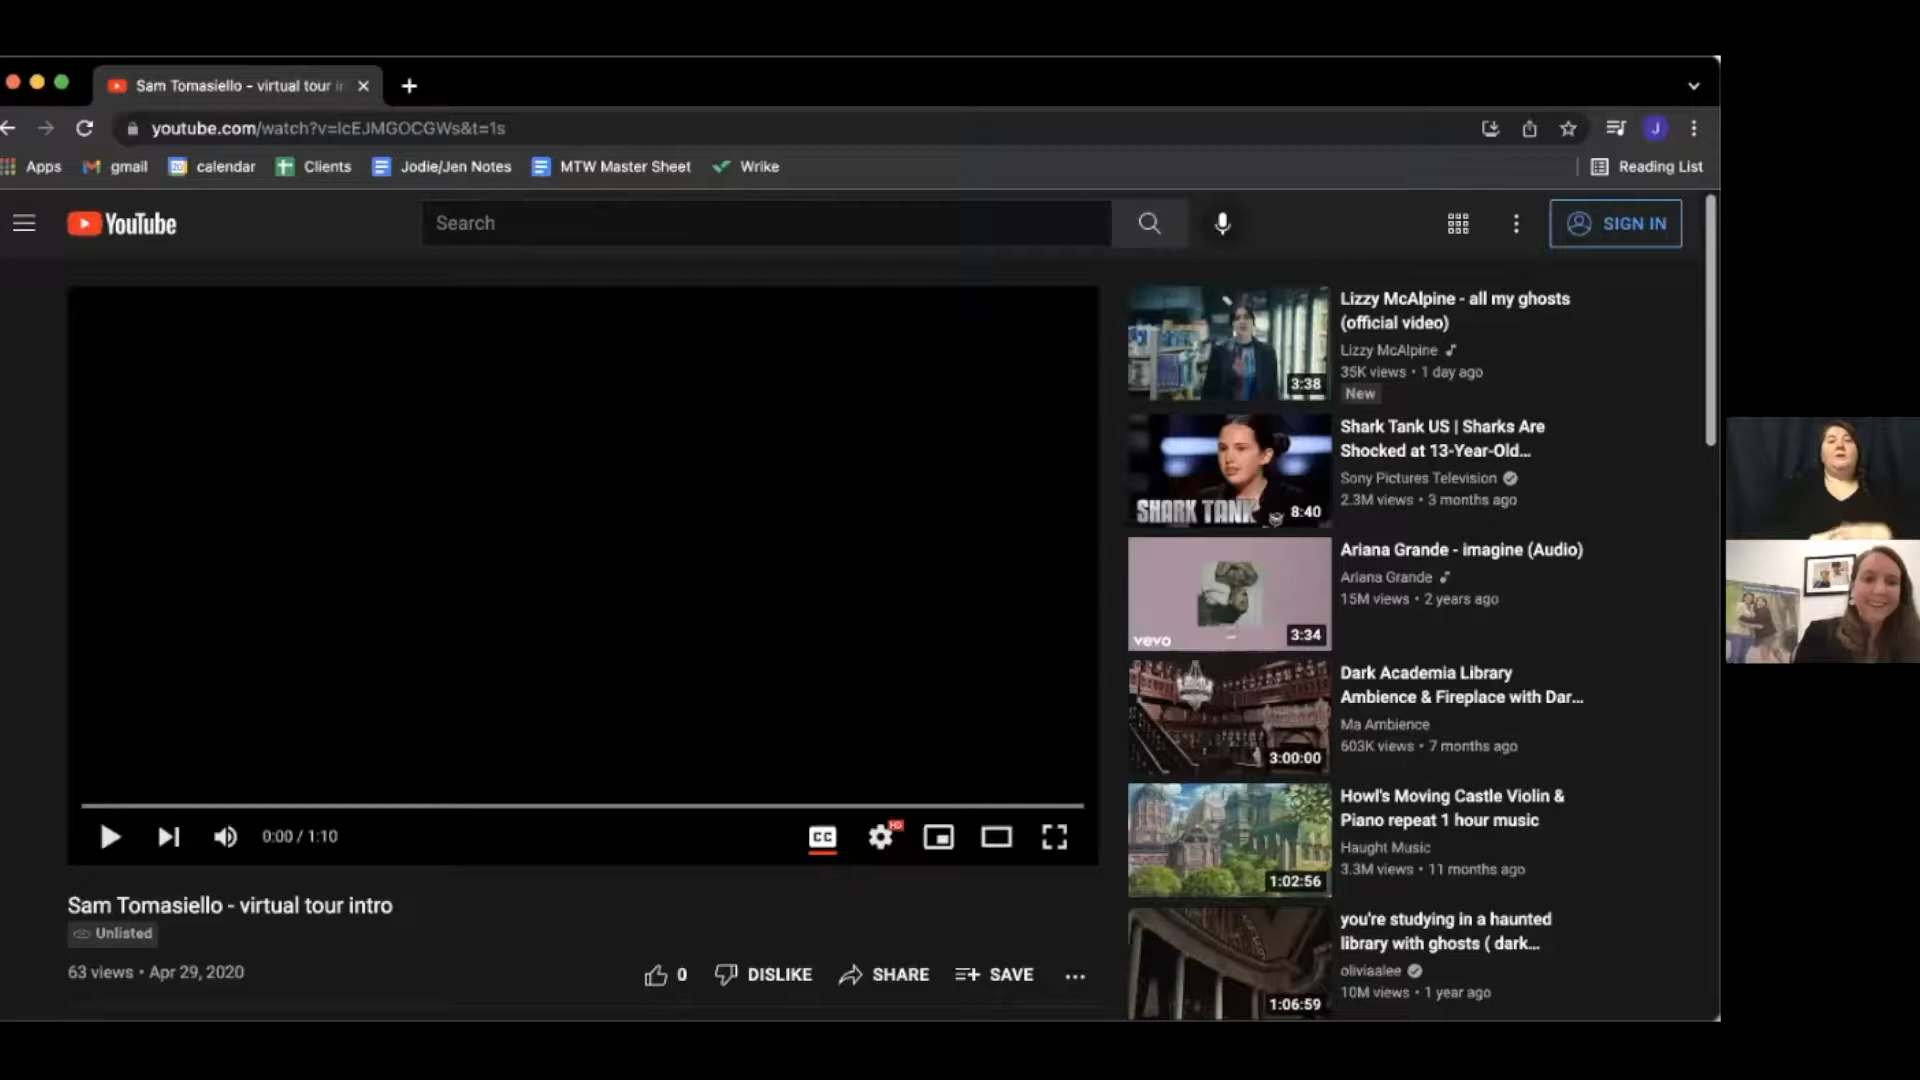 Sam Tomasiello - virtual tour in
youtube.com/watch?v=IcEJMGOCGWs&t=1s
J
Apps
gmail
calendar
Clients
Jodie/Jen Notes
MTW Master Sheet
Wrike
Reading List
YouTube
Search
SIGN IN
0:00 / 1:10
CC
HD
Sam Tomasiello - virtual tour intro
Unlisted
63 views • Apr 29, 2020
0
DISLIKE
SHARE
SAVE
3:38
Lizzy McAlpine - all my ghosts
(official video)
Lizzy McAlpine
35K views • 1 day ago
New
SHARK TANK
8:40
Shark Tank US | Sharks Are
Shocked at 13-Year-Old...
Sony Pictures Television
2.3M views • 3 months ago
vevo
3:34
Ariana Grande - imagine (Audio)
Ariana Grande
15M views • 2 years ago
3:00:00
Dark Academia Library
Ambience & Fireplace with Dar...
Ma Ambience
603K views • 7 months ago
1:02:56
Howl's Moving Castle Violin &
Piano repeat 1 hour music
Haught Music
3.3M views • 11 months ago
1:06:59
you're studying in a haunted
library with ghosts ( dark...
oliviaalee
10M views • 1 year ago